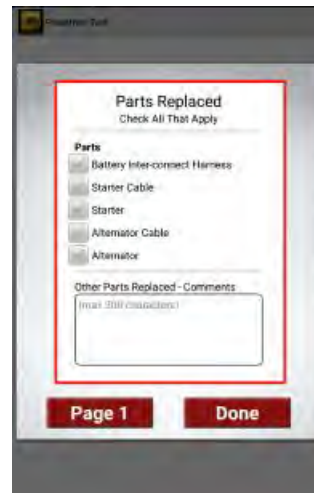 Parts Replaced
Check All That Apply
Parts
Battery Inter-connect Harness
Starter Cable
Starter
Alternator Cable
Alternator
Other Parts Replaced - Comments
(max 300 characters)
Page 1
Done